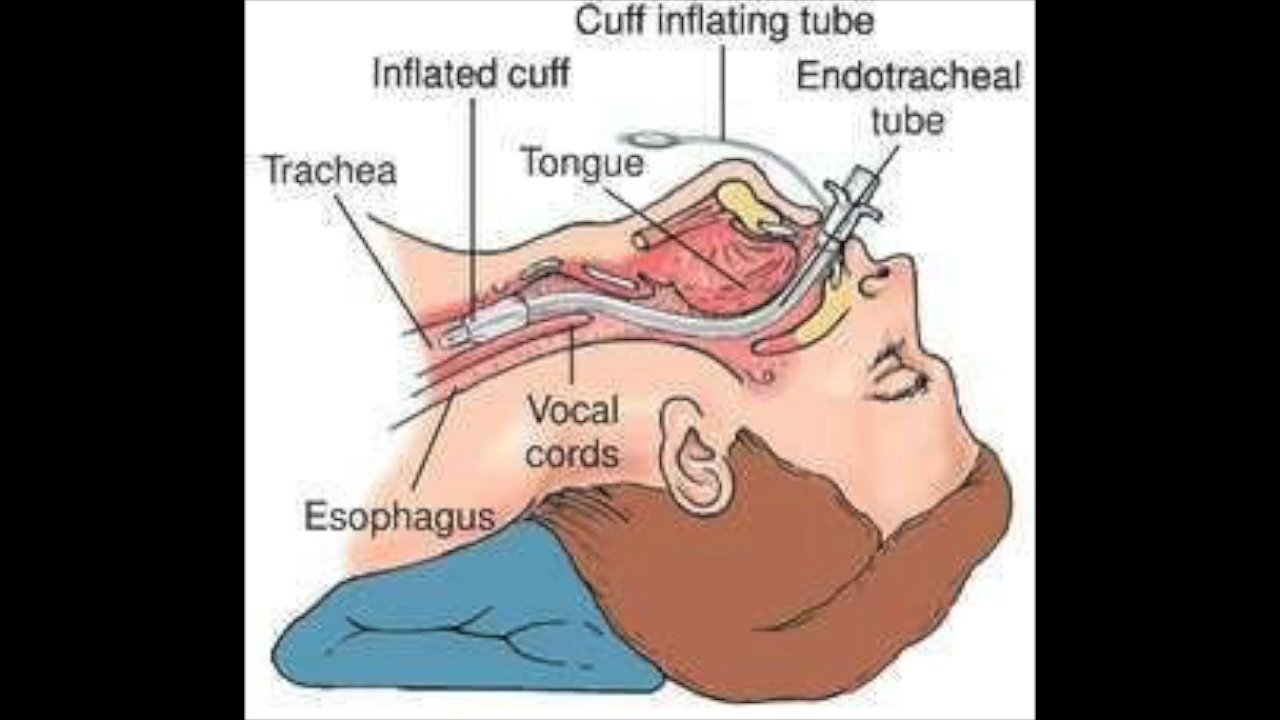 Cuff inflating tube
Inflated cuff
Endotracheal
tube
Trachea
Tongue
Vocal
cords
Esophagus